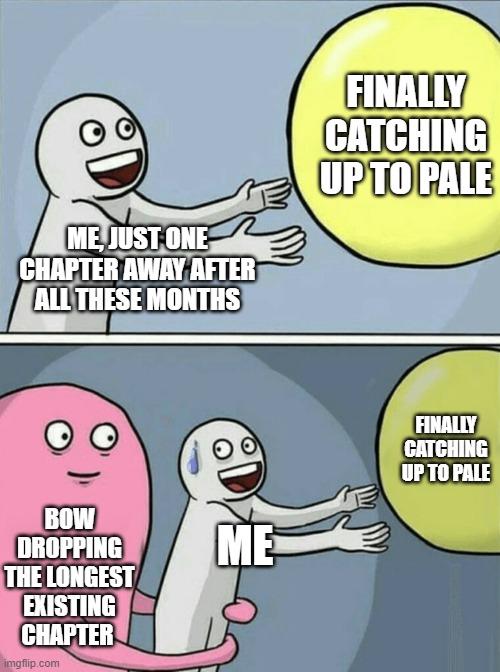 FINALLY
CATCHING
UP TO PALE
ME, JUST ONE
CHAPTER AWAY AFTER
ALL THESE MONTHS
FINALLY
CATCHING
UP TO PALE
BOW
DROPPING
THE LONGEST
EXISTING
CHAPTER
ME
imgflip.com